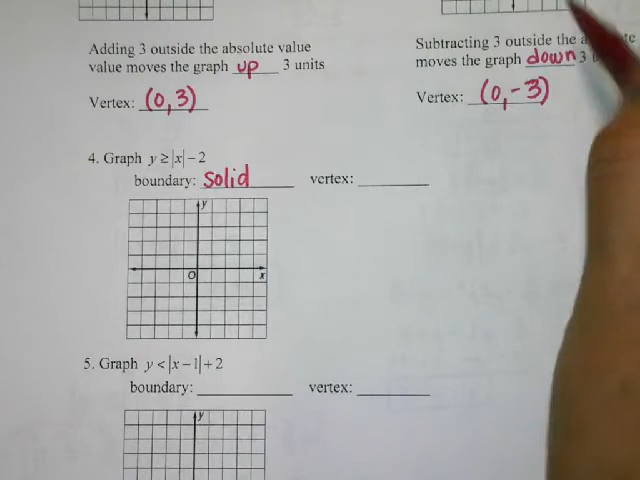 Adding 3 outside the absolute value
value moves the graph up 3 units
Vertex: (0, 3)
Subtracting 3 outside the
moves the graph down 3
Vertex: (0, -3)
4. Graph y ≥ |x| − 2
boundary: solid vertex:
y
O x
5. Graph y < |x − 1| + 2
boundary: vertex:
y